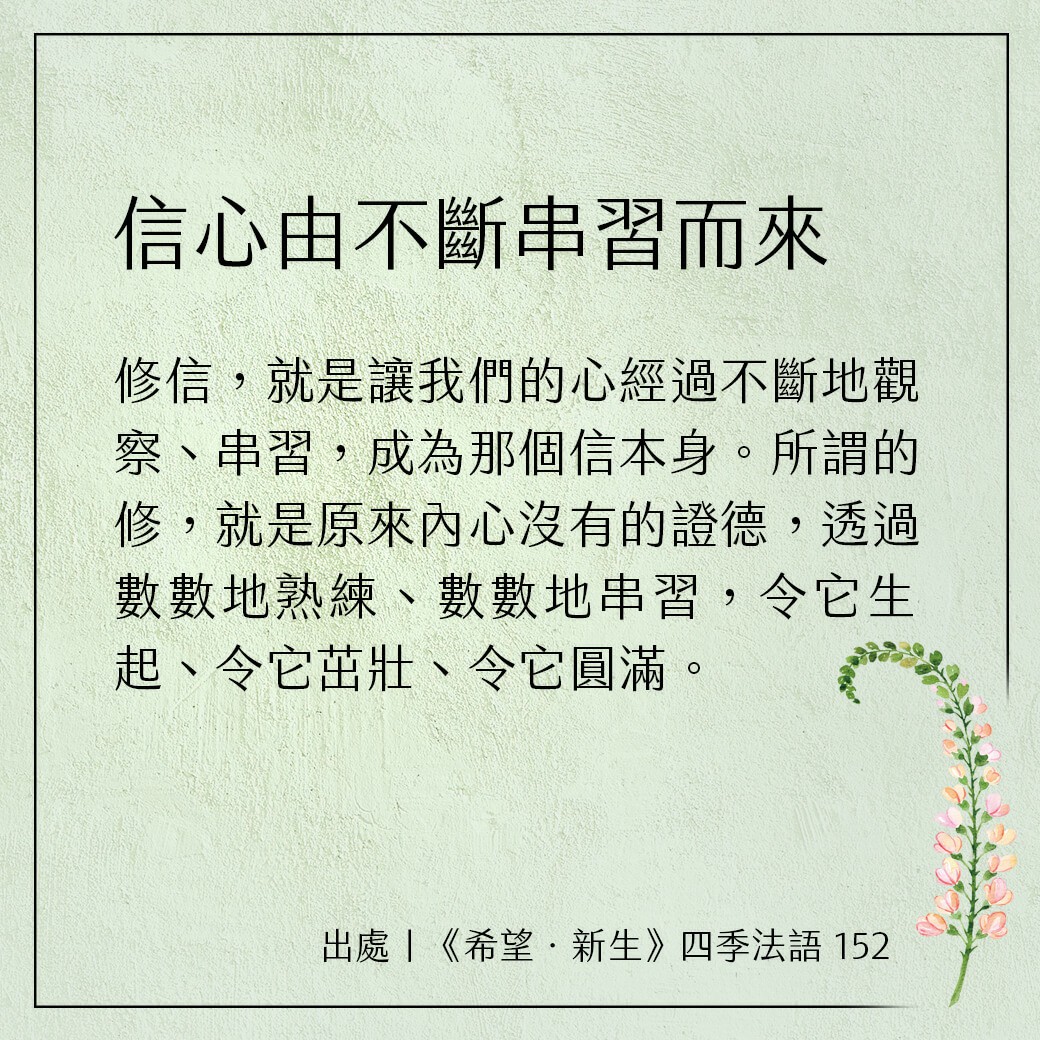 信心由不斷串習而來
修信，就是讓我們的心經過不斷地觀
察、串習，成為那個信本身。所謂的
修，就是原來內心沒有的證德，透過
數數地熟練、數數地串習，令它生
起、令它茁壯、令它圓滿。
出處｜《希望．新生》四季法語 152